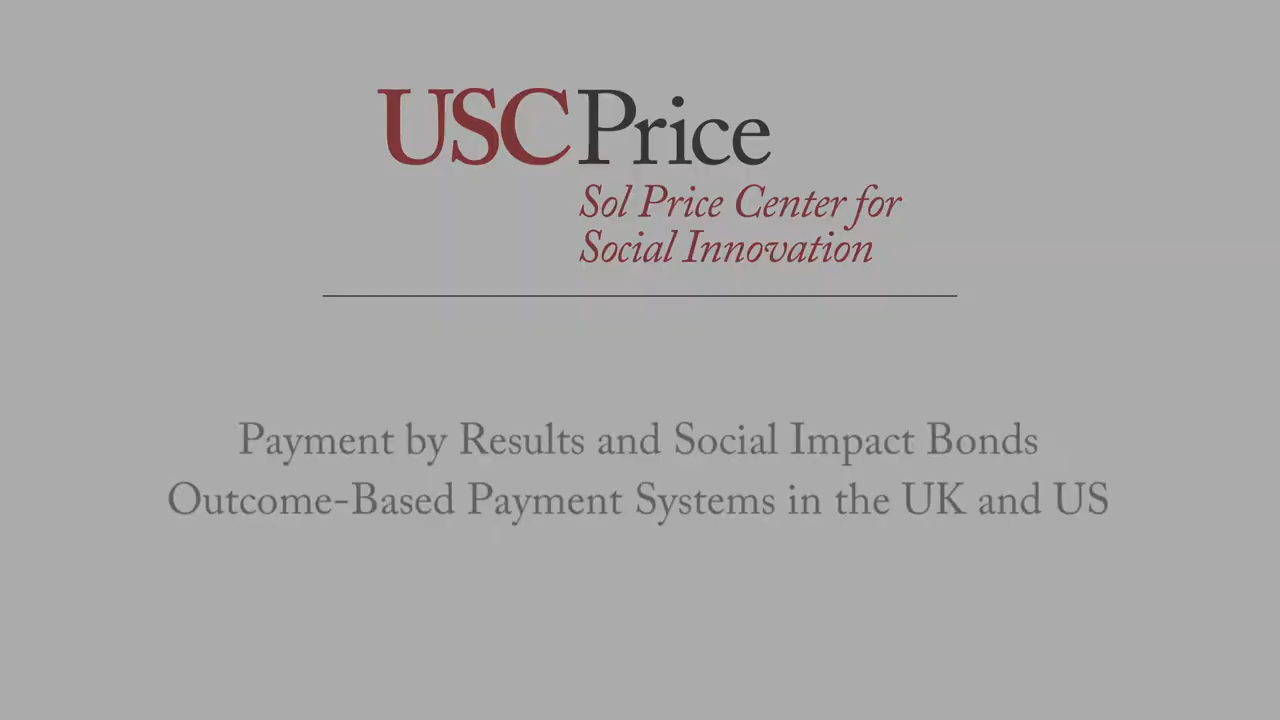 USC Price
Sol Price Center for
Social Innovation
Payment by Results and Social Impact Bonds
Outcome-Based Payment Systems in the UK and US